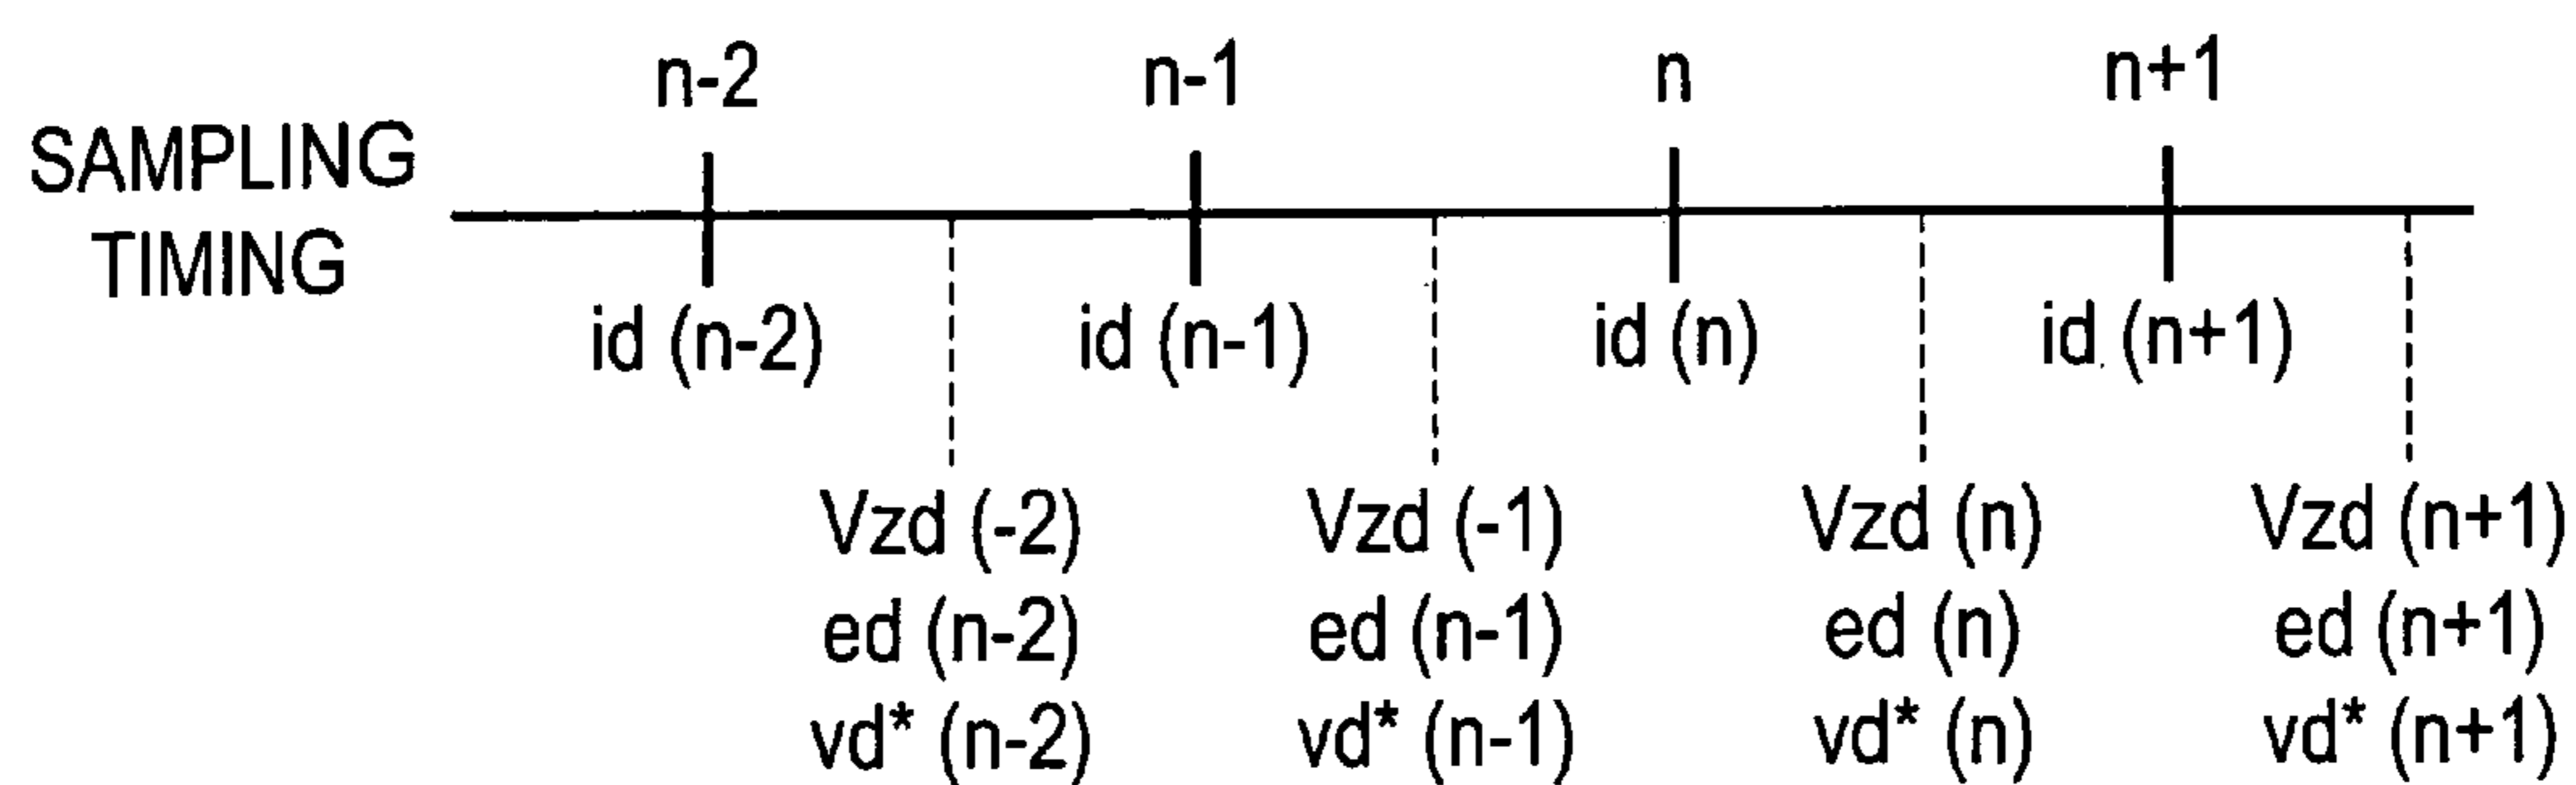 n-2 n-1 n n+1
SAMPLING
TIMING
id (n-2) id (n-1) id (n) id (n+1)
Vzd (-2) Vzd (-1) Vzd (n) Vzd (n+1)
ed (n-2) ed (n-1) ed (n) ed (n+1)
vd* (n-2) vd* (n-1) vd* (n) vd* (n+1)